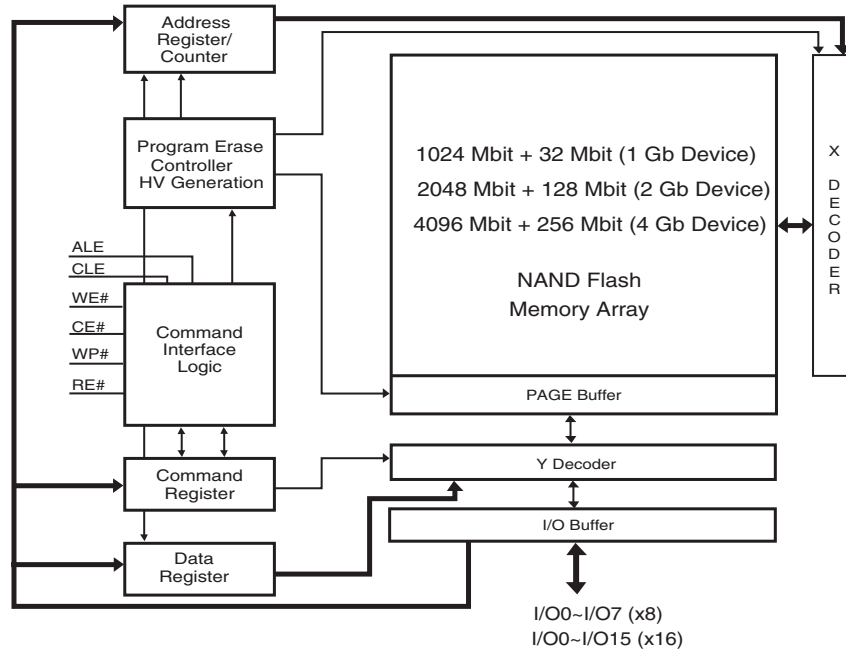 Address
Register/
Counter
Program Erase
Controller
HV Generation
ALE
CLE
WE#
CE#
WP#
RE#
Command
Interface
Logic
Command
Register
Data
Register
1024 Mbit + 32 Mbit (1 Gb Device)
2048 Mbit + 128 Mbit (2 Gb Device)
4096 Mbit + 256 Mbit (4 Gb Device)
NAND Flash
Memory Array
PAGE Buffer
Y Decoder
I/O Buffer
I/O0~I/O7 (x8)
I/O0~I/O15 (x16)
X
D
E
C
O
D
E
R